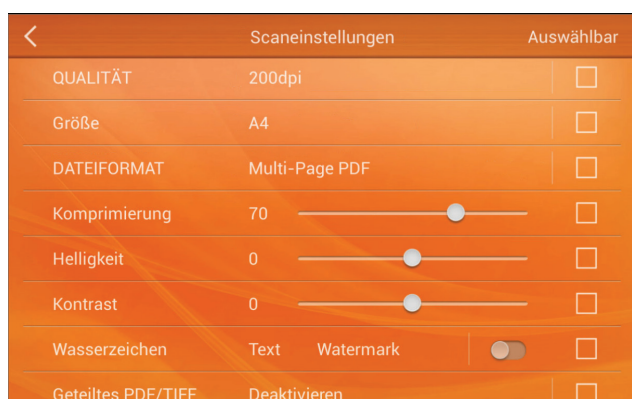 Scaneinstellungen Auswählbar
QUALITÄT 200dpi
Größe A4
DATEIFORMAT Multi-Page PDF
Komprimierung 70
Helligkeit 0
Kontrast 0
Wasserzeichen Text Watermark
Geteiltes PDF/TIFF Deaktivieren